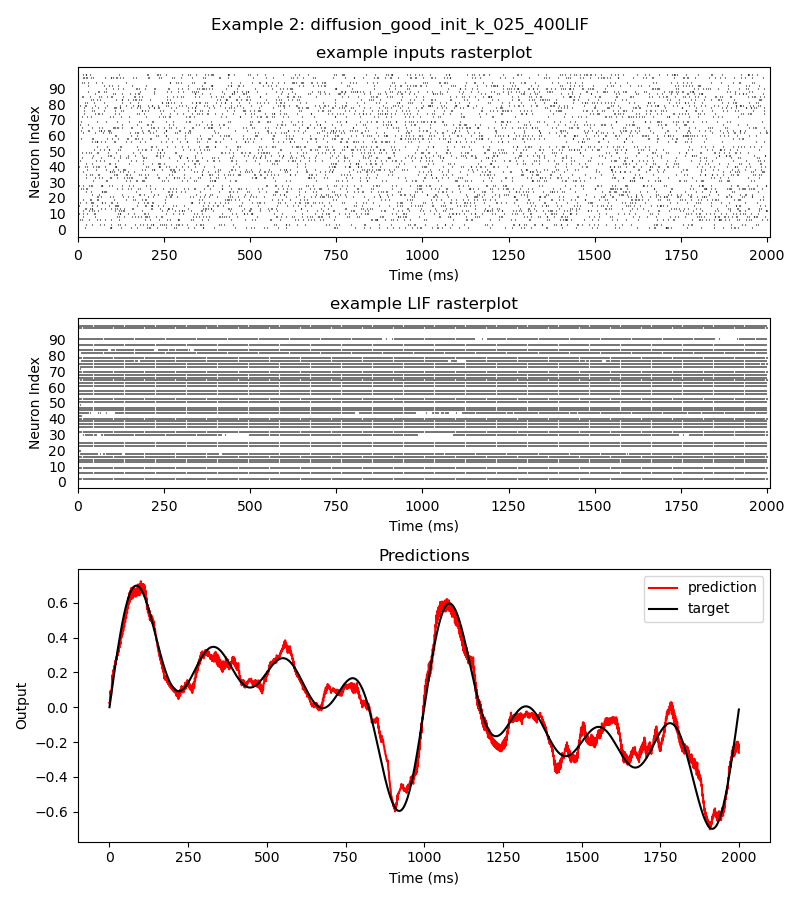 Example 2: diffusion_good_init_k_025_400LIF
example inputs rasterplot
Neuron Index
90
80
70
60
50
40
30
20
10
0
0 250 500 750 1000 1250 1500 1750 2000
Time (ms)
example LIF rasterplot
Neuron Index
90
80
70
60
50
40
30
20
10
0
0 250 500 750 1000 1250 1500 1750 2000
Time (ms)
Predictions
prediction
target
Output
0.6
0.4
0.2
0.0
−0.2
−0.4
−0.6
0 250 500 750 1000 1250 1500 1750 2000
Time (ms)